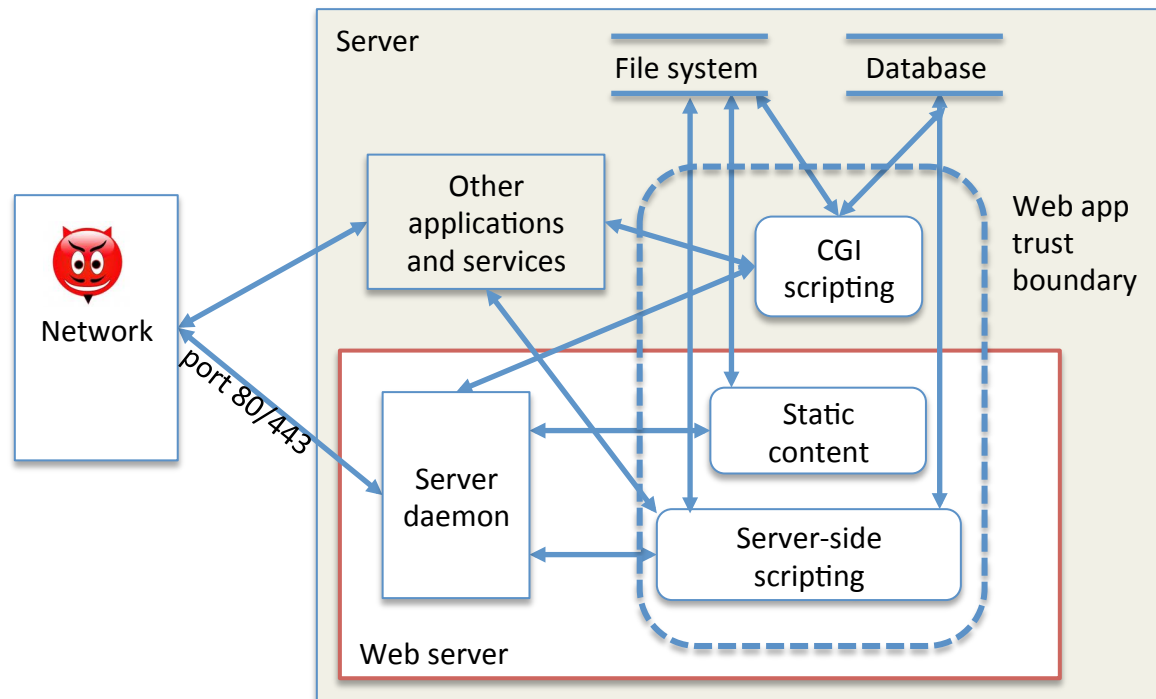 Server
File system
Database
Other
applications
and services
Web app
trust
boundary
CGI
scripting
Network
port 80/443
Static
content
Server
daemon
Server-side
scripting
Web server